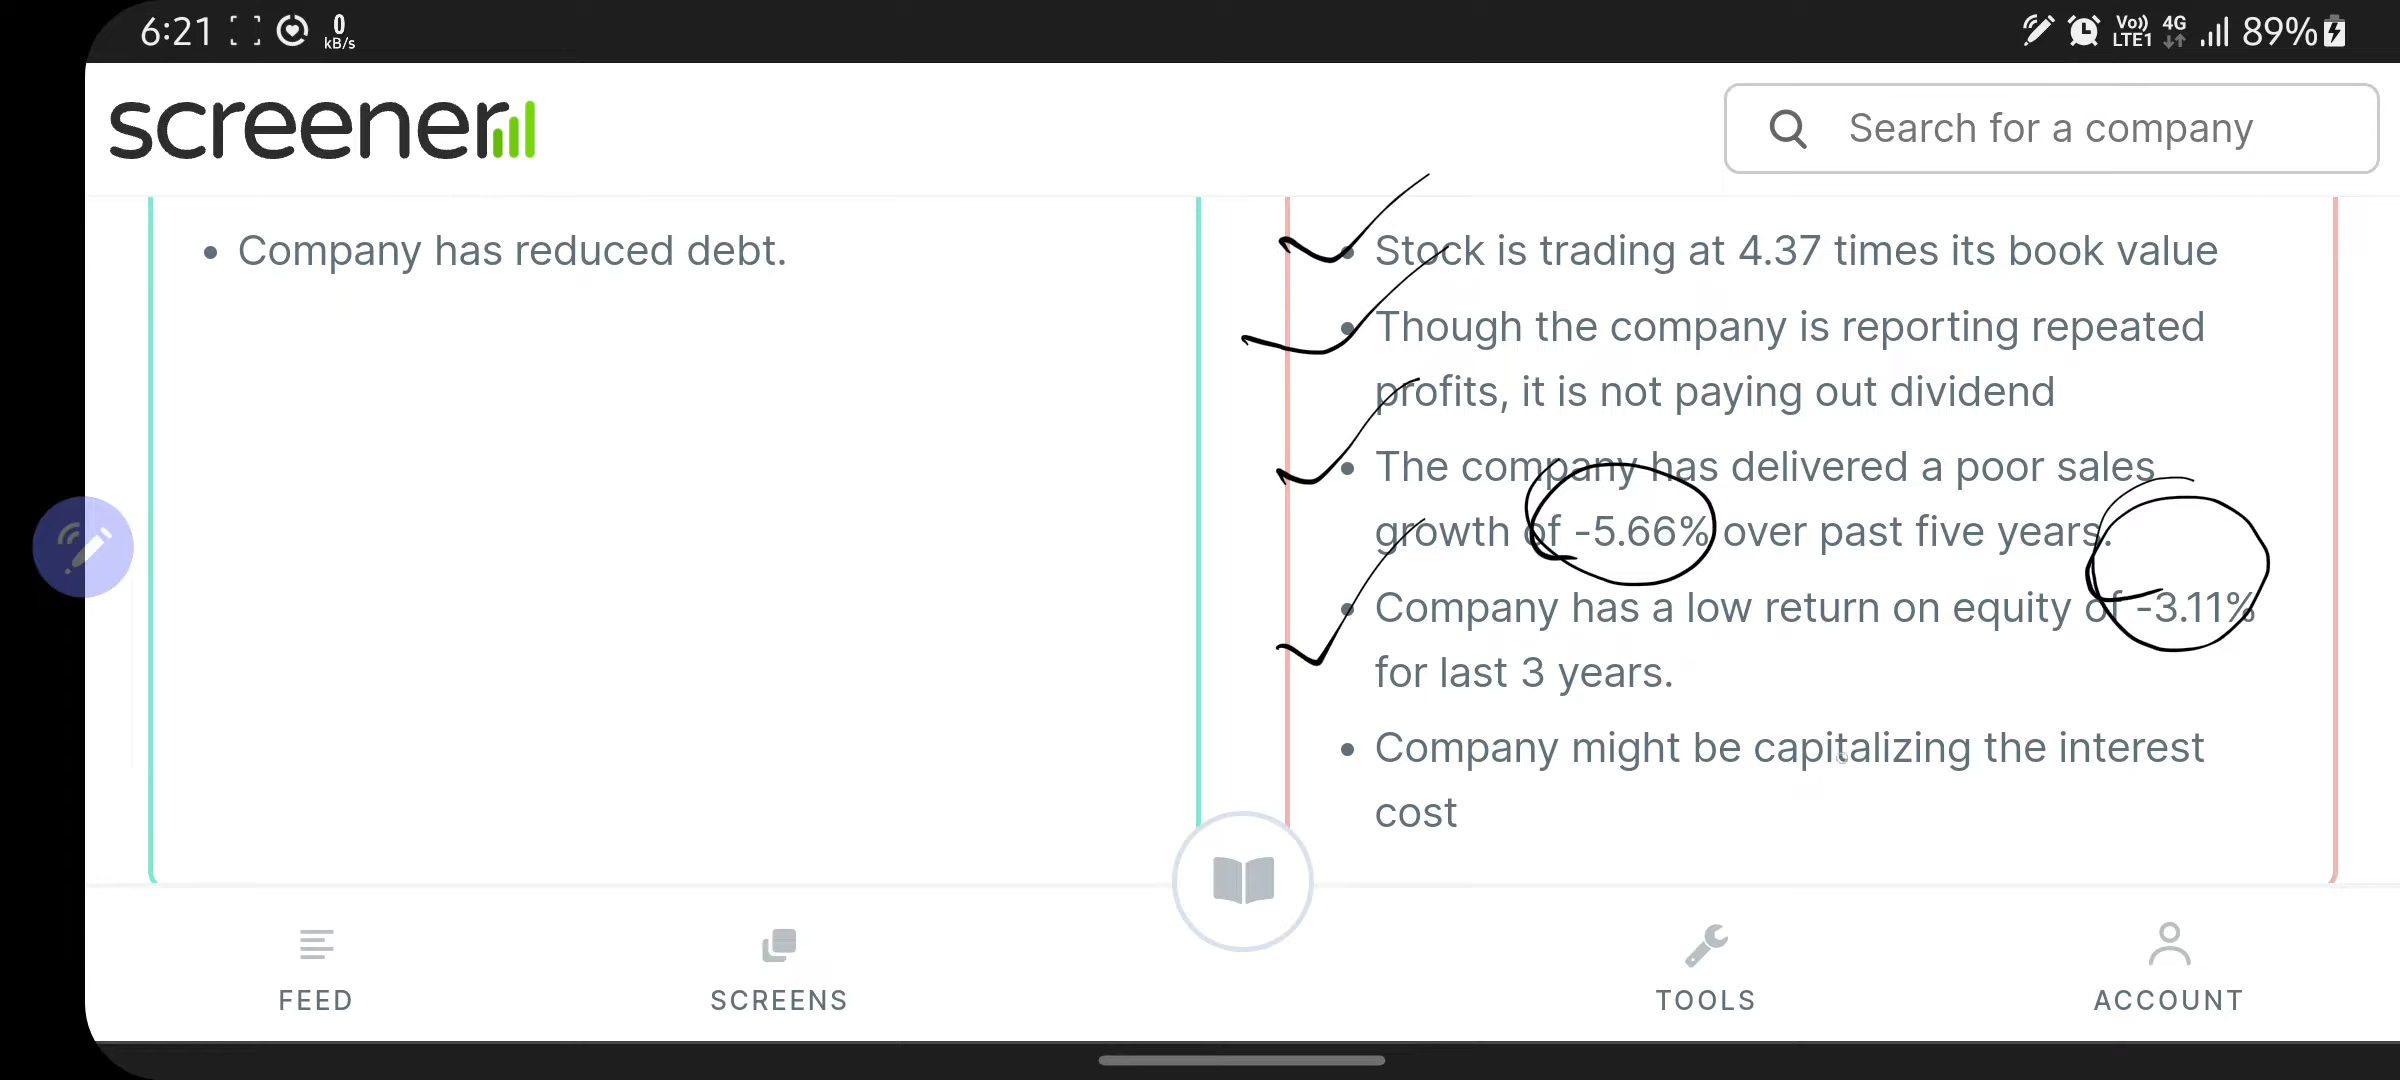 6:21
0
kB/s
Vo))
LTE1
4G
89%
screener
Search for a company
Company has reduced debt.
Stock is trading at 4.37 times its book value
Though the company is reporting repeated
profits, it is not paying out dividend
The company has delivered a poor sales
growth of -5.66% over past five years.
Company has a low return on equity of -3.11%
for last 3 years.
Company might be capitalizing the interest
cost
FEED
SCREENS
TOOLS
ACCOUNT